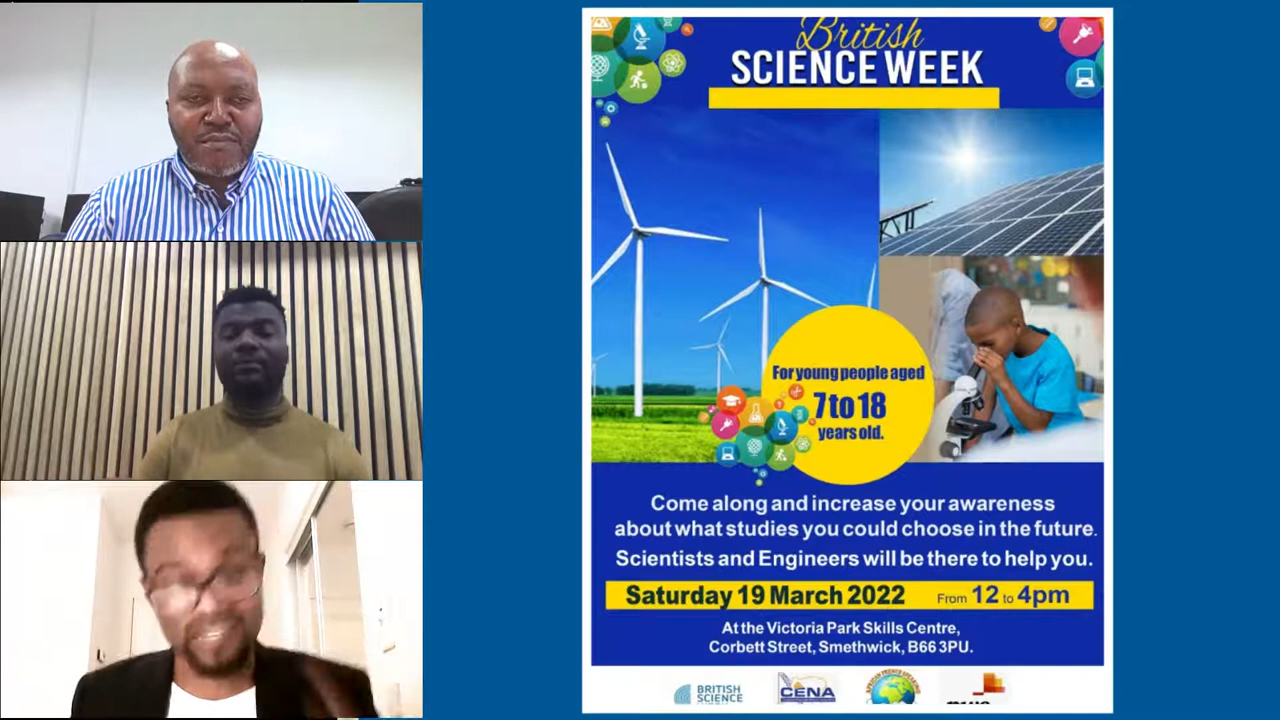 British
SCIENCE WEEK
For young people aged
7 to 18
years old.
Come along and increase your awareness
about what studies you could choose in the future.
Scientists and Engineers will be there to help you.
Saturday 19 March 2022 From 12 to 4pm
At the Victoria Park Skills Centre,
Corbett Street, Smethwick, B66 3PU.
BRITISH
SCIENCE
CENA